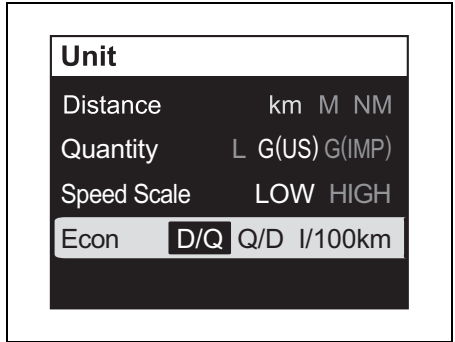 Unit
Distance km M NM
Quantity L G(US) G(IMP)
Speed Scale LOW HIGH
Econ D/Q Q/D l/100km